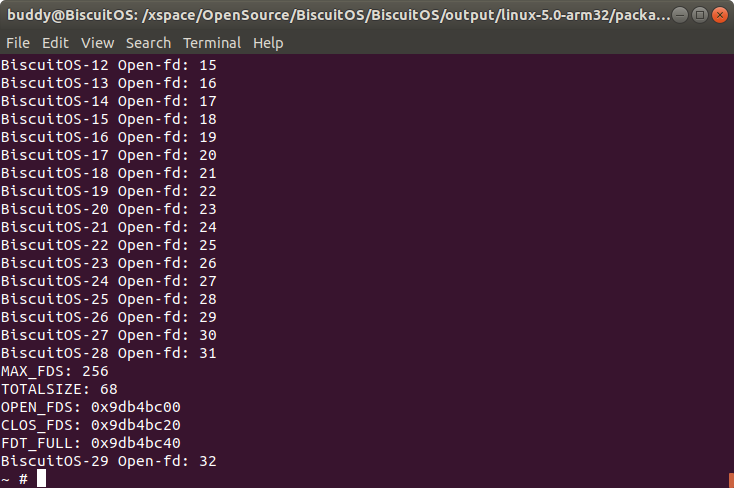 buddy@BiscuitOS: /xspace/OpenSource/BiscuitOS/BiscuitOS/output/linux-5.0-arm32/packa...
File Edit View Search Terminal Help
BiscuitOS-12 Open-fd: 15
BiscuitOS-13 Open-fd: 16
BiscuitOS-14 Open-fd: 17
BiscuitOS-15 Open-fd: 18
BiscuitOS-16 Open-fd: 19
BiscuitOS-17 Open-fd: 20
BiscuitOS-18 Open-fd: 21
BiscuitOS-19 Open-fd: 22
BiscuitOS-20 Open-fd: 23
BiscuitOS-21 Open-fd: 24
BiscuitOS-22 Open-fd: 25
BiscuitOS-23 Open-fd: 26
BiscuitOS-24 Open-fd: 27
BiscuitOS-25 Open-fd: 28
BiscuitOS-26 Open-fd: 29
BiscuitOS-27 Open-fd: 30
BiscuitOS-28 Open-fd: 31
MAX_FDS: 256
TOTALSIZE: 68
OPEN_FDS: 0x9db4bc00
CLOS_FDS: 0x9db4bc20
FDT_FULL: 0x9db4bc40
BiscuitOS-29 Open-fd: 32
~ #